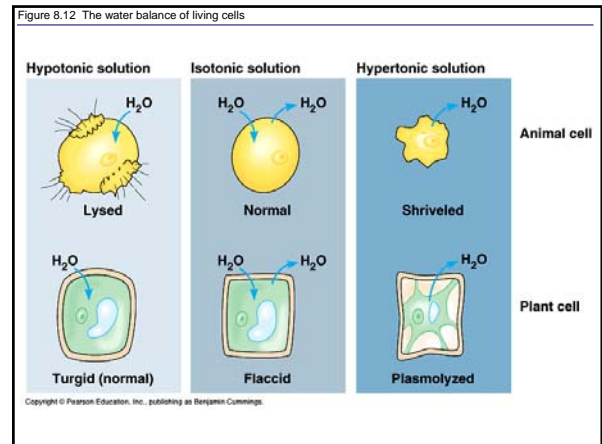 Figure 8.12 The water balance of living cells
Hypotonic solution
Isotonic solution
Hypertonic solution
H2O
H2O
H2O
H2O
Animal cell
Lysed
Normal
Shriveled
H2O
H2O
H2O
H2O
Plant cell
Turgid (normal)
Flaccid
Plasmolyzed
Copyright © Pearson Education, Inc., publishing as Benjamin Cummings.